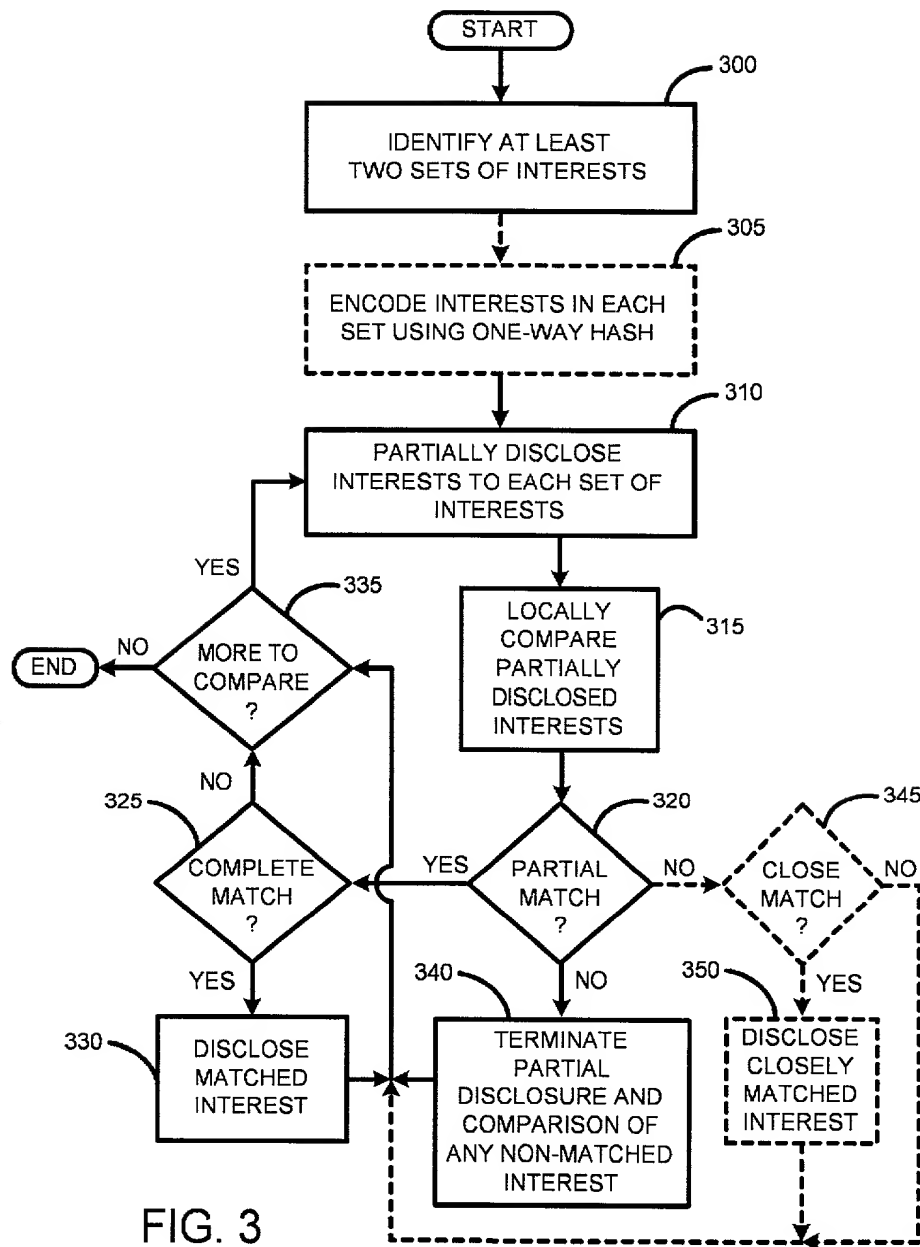 START
300
IDENTIFY AT LEAST
TWO SETS OF INTERESTS
305
ENCODE INTERESTS IN EACH
SET USING ONE-WAY HASH
310
PARTIALLY DISCLOSE
INTERESTS TO EACH SET OF
INTERESTS
YES
335
MORE TO
COMPARE
?
NO
END
LOCALLY
COMPARE
PARTIALLY
DISCLOSED
INTERESTS
315
NO
325
COMPLETE
MATCH
?
YES
320
PARTIAL
MATCH
?
NO
345
CLOSE
MATCH
?
NO
YES
330
DISCLOSE
MATCHED
INTEREST
NO
340
TERMINATE
PARTIAL
DISCLOSURE AND
COMPARISON OF
ANY NON-MATCHED
INTEREST
YES
350
DISCLOSE
CLOSELY
MATCHED
INTEREST
FIG. 3